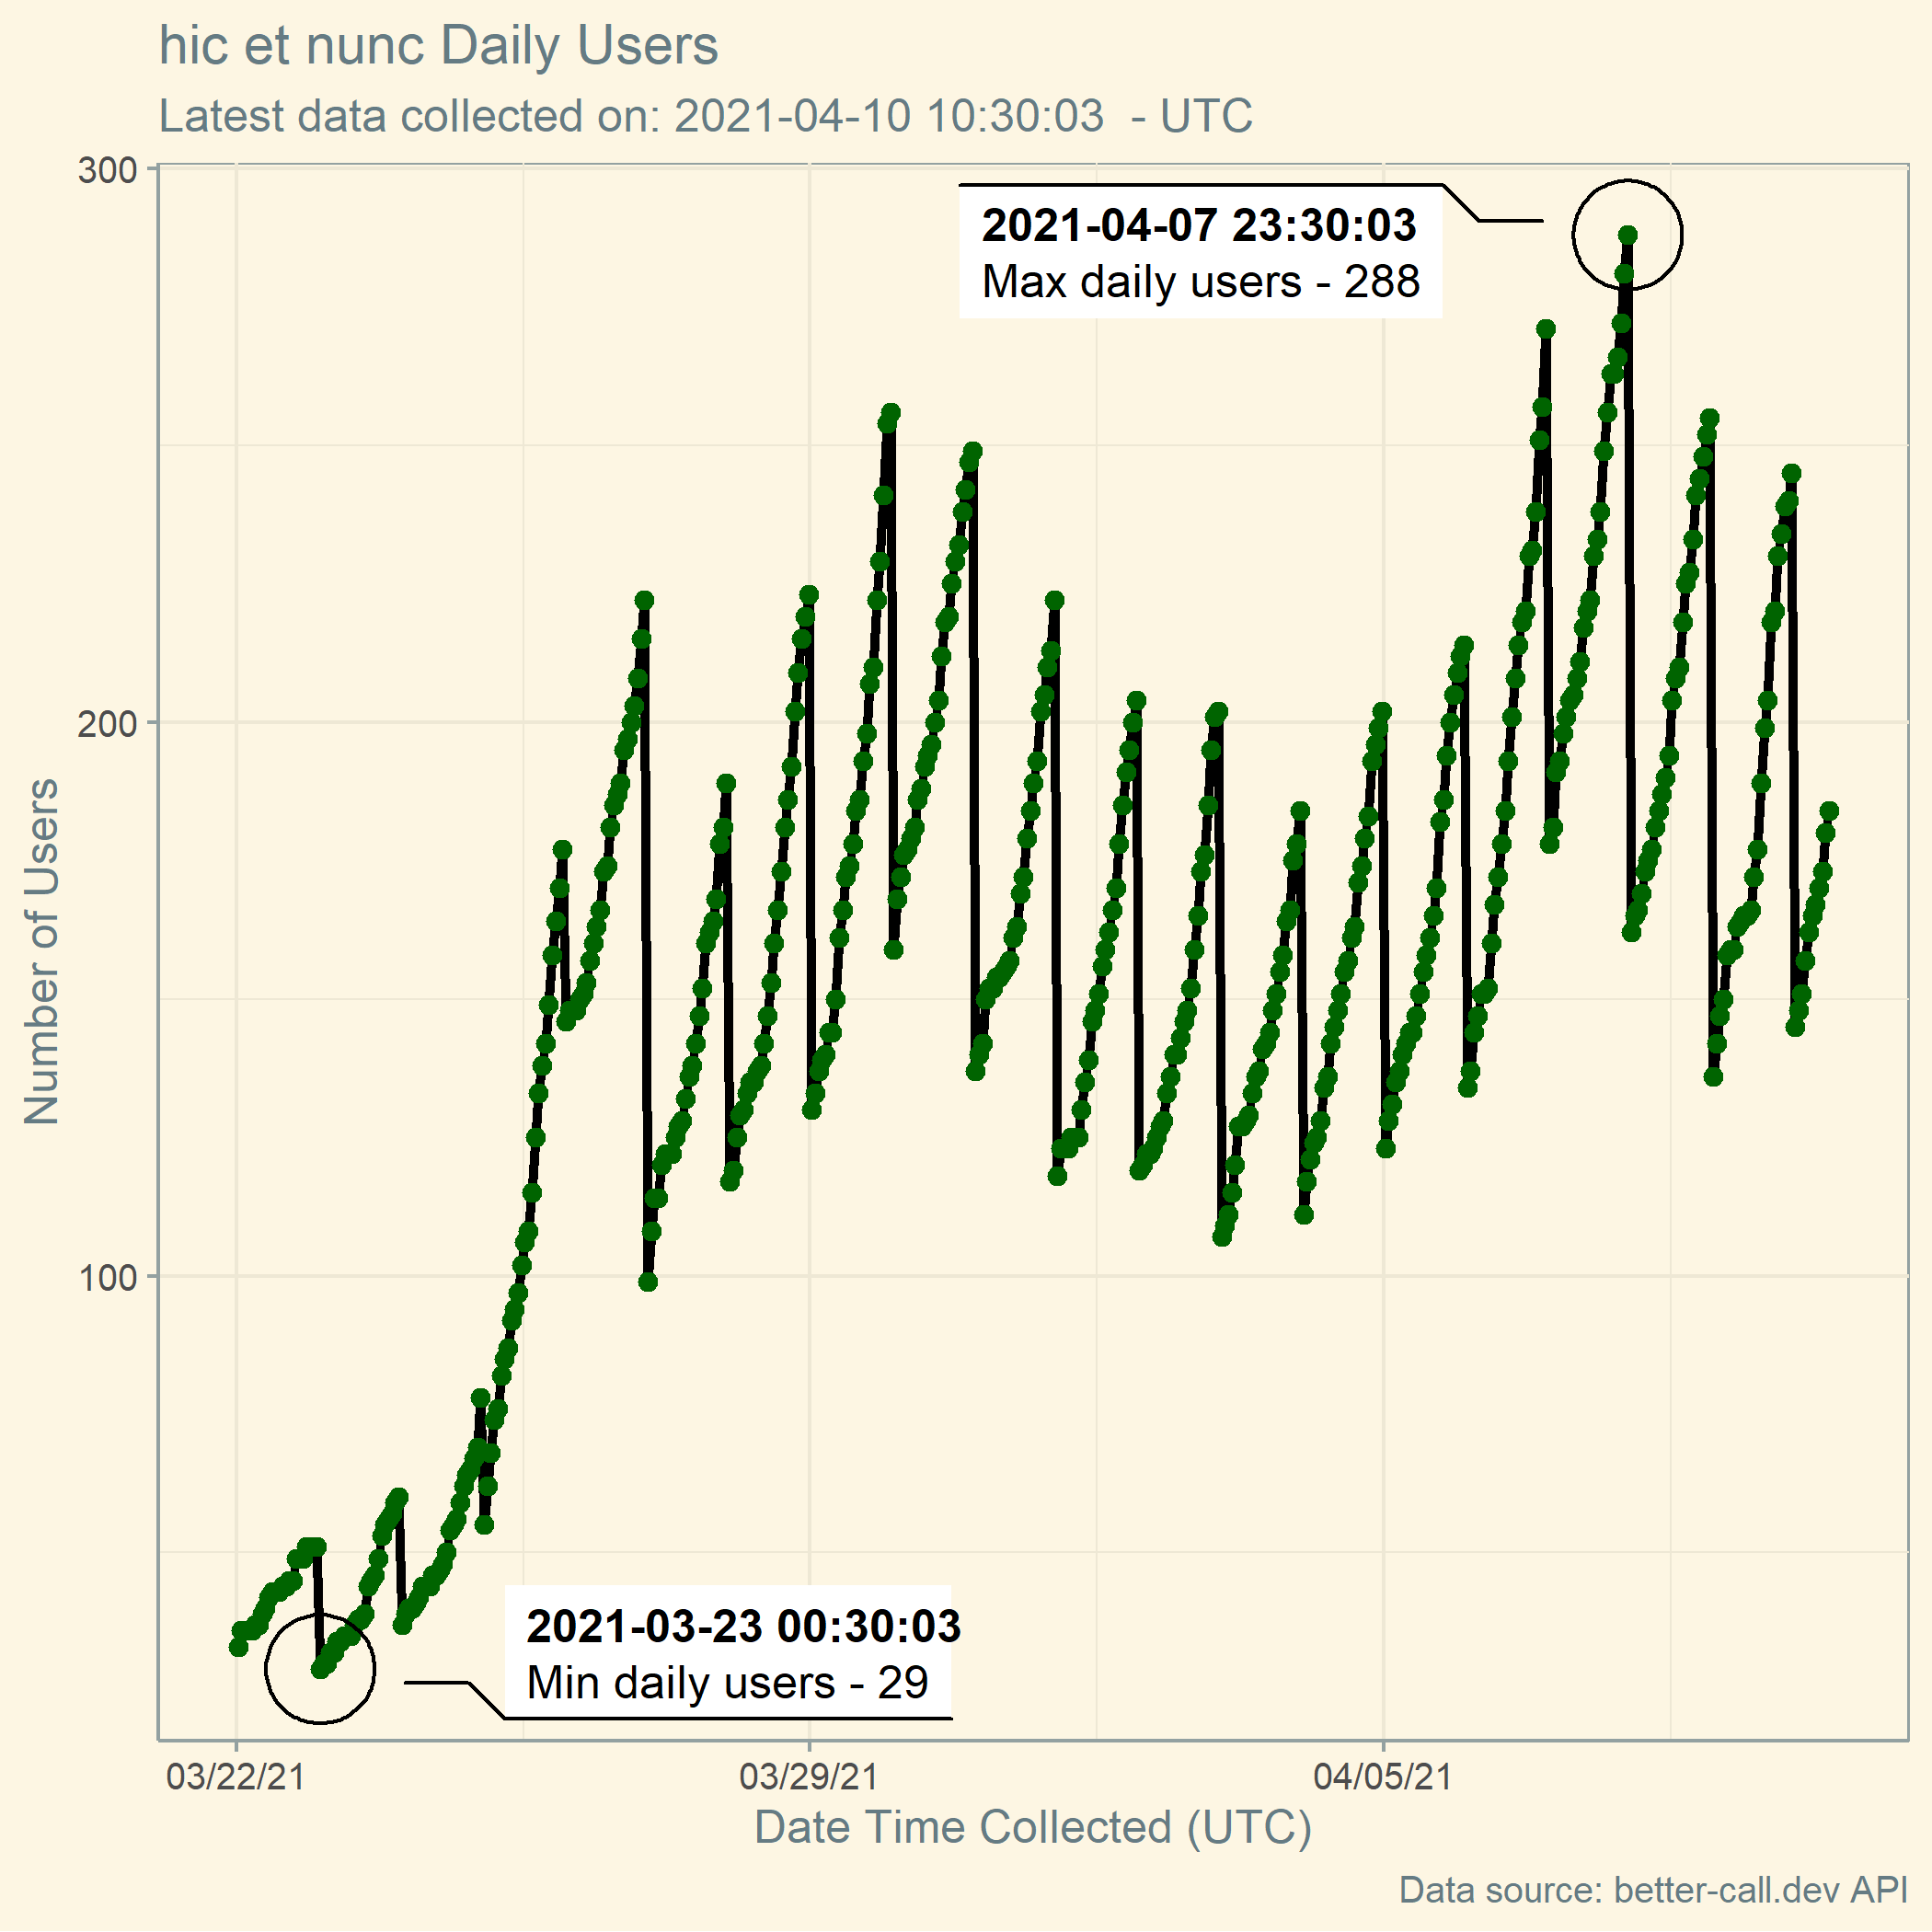 hic et nunc Daily Users
Latest data collected on: 2021-04-10 10:30:03  - UTC
300
2021-04-07 23:30:03
Max daily users - 288
200
Number of Users
100
2021-03-23 00:30:03
Min daily users - 29
03/22/21
03/29/21
04/05/21
Date Time Collected (UTC)
Data source: better-call.dev API